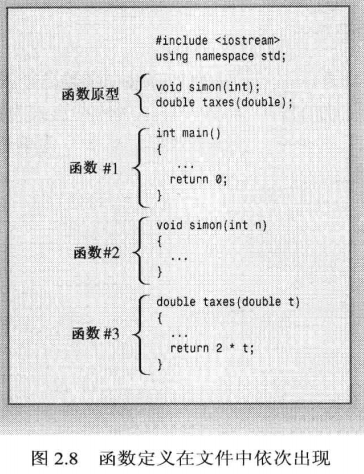 #include <iostream>
using namespace std;
函数原型
void simon(int);
double taxes(double);
函数 #1
int main()
{
...
return 0;
}
函数#2
void simon(int n)
{
...
}
函数#3
double taxes(double t)
{
...
return 2 * t;
}
图 2.8 函数定义在文件中依次出现